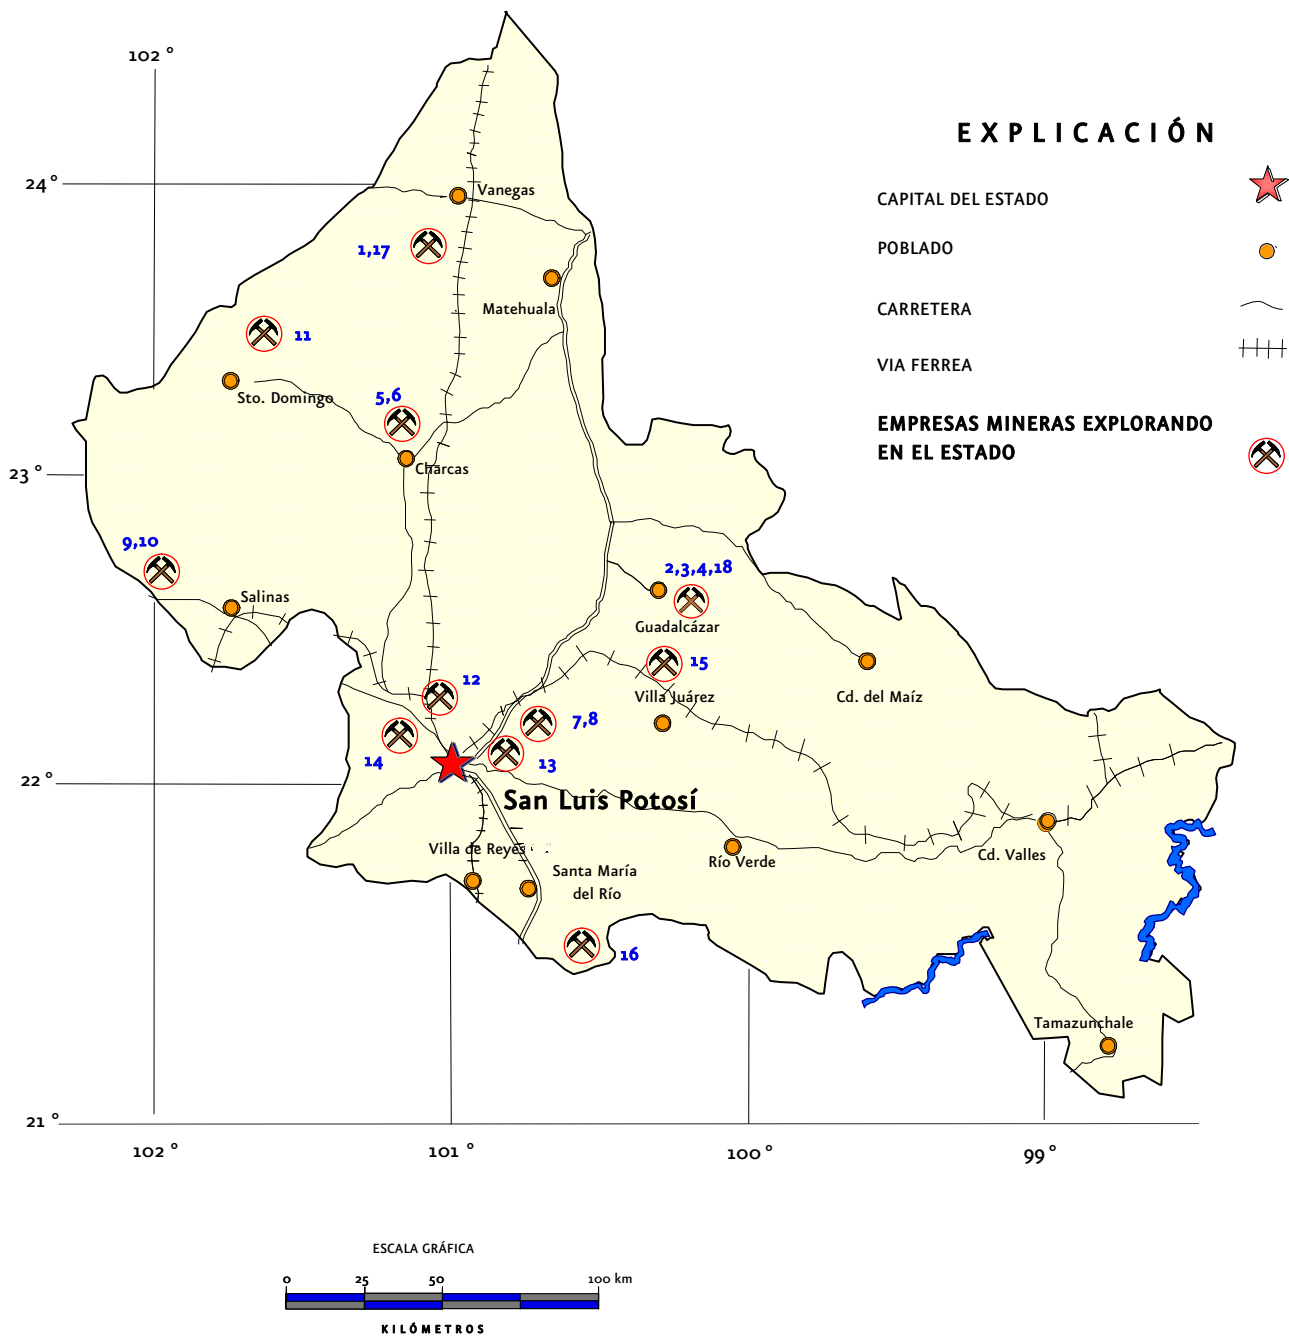 102 °
EXPLICACIÓN
24°
Vanegas
CAPITAL DEL ESTADO
1,17
POBLADO
Matehuala
CARRETERA
11
VIA FERREA
Sto. Domingo
5,6
EMPRESAS MINERAS EXPLORANDO
EN EL ESTADO
23°
Charcas
9,10
2,3,4,18
Salinas
Guadalcázar
15
12
Villa Juárez
Cd. del Maíz
7,8
14
13
22°
San Luis Potosí
Villa de Reyes
Río Verde
Cd. Valles
Santa María
del Río
16
Tamazunchale
21 °
102 °
101 °
100 °
99 °
ESCALA GRÁFICA
0 25 50 100 km
KILÓMETROS